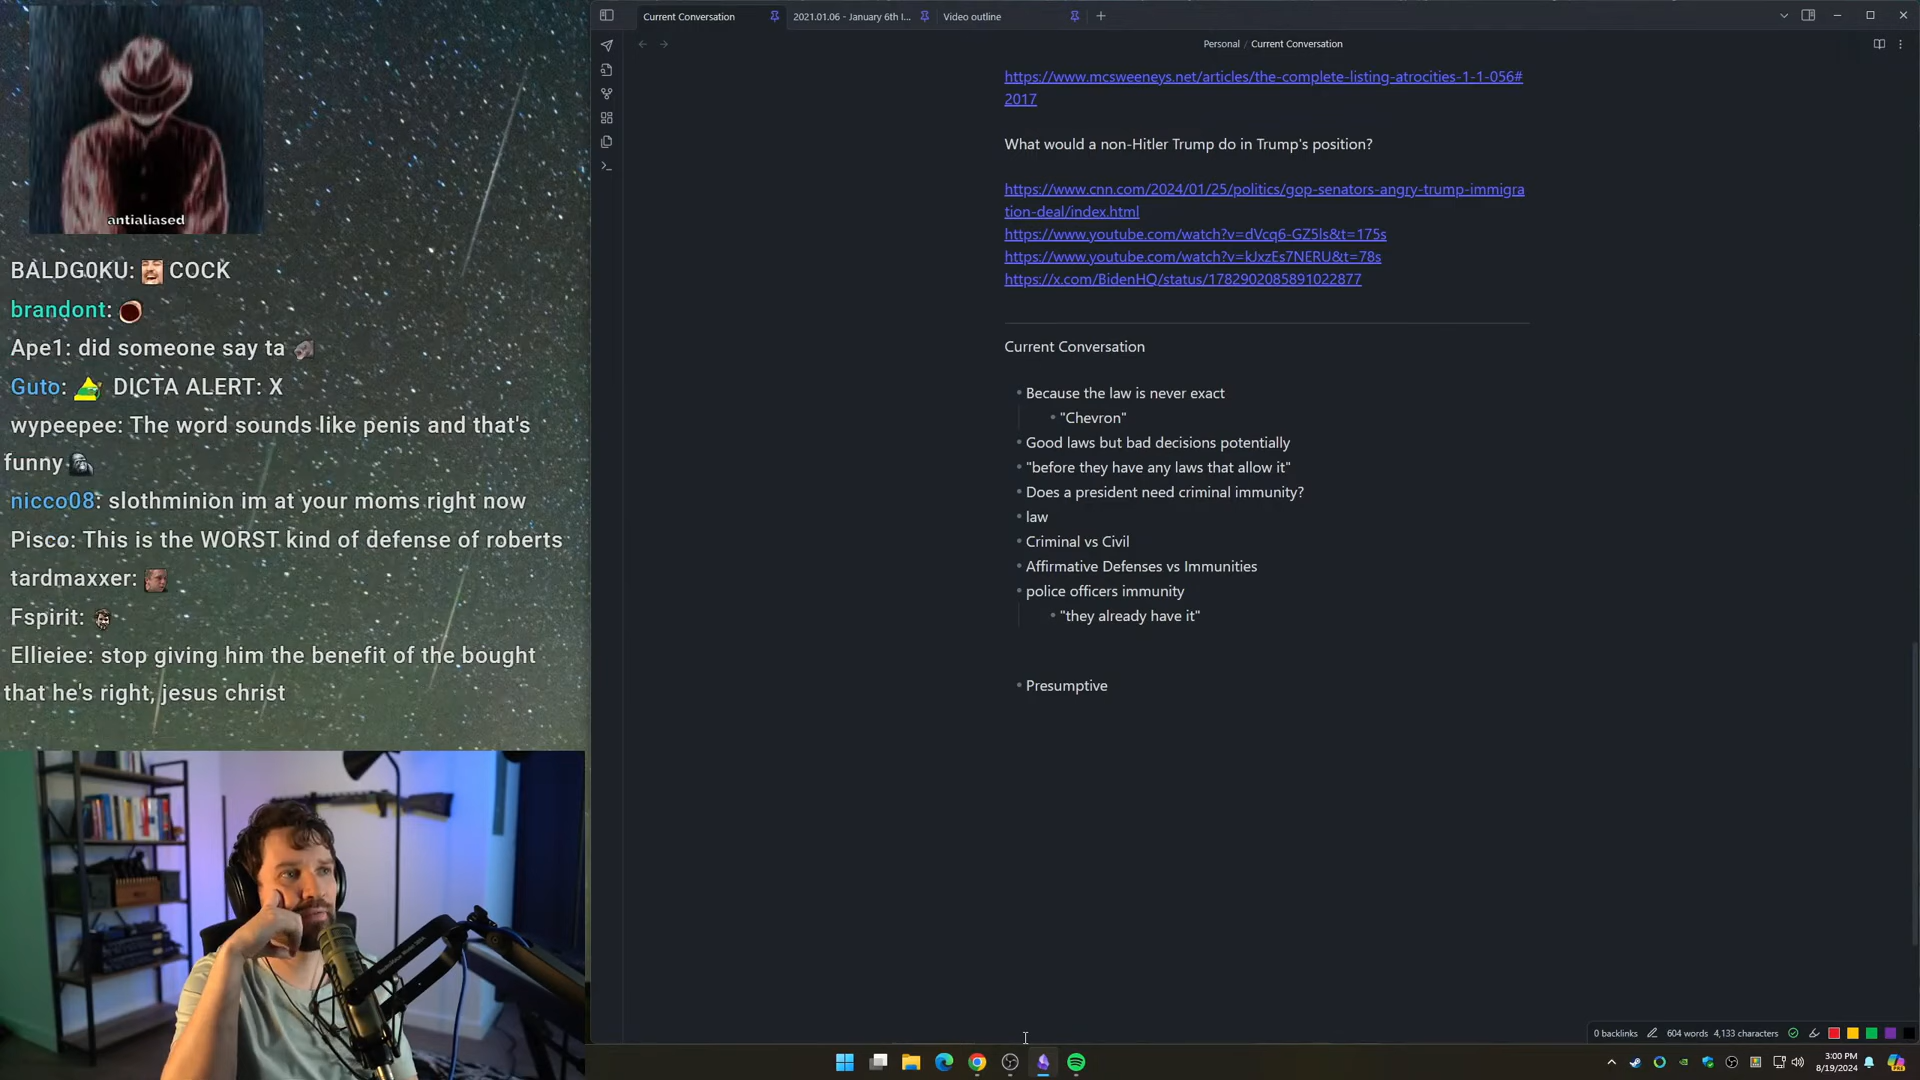 antialiased
BALDG0KU: COCK
brandont:
Ape1: did someone say ta
Guto: DICTA ALERT: X
wypeepee: The word sounds like penis and that's
funny
nicco08: slothminion im at your moms right now
Pisco: This is the WORST kind of defense of roberts
tardmaxxer:
Fspirit:
Ellieiee: stop giving him the benefit of the bought
that he's right, jesus christ
Current Conversation
2021.01.06 - January 6th I...
Video outline
Personal / Current Conversation
https://www.mcsweeneys.net/articles/the-complete-listing-atrocities-1-1-056#
2017
What would a non-Hitler Trump do in Trump's position?
https://www.cnn.com/2024/01/25/politics/gop-senators-angry-trump-immigra
tion-deal/index.html
https://www.youtube.com/watch?v=dVcq6-GZ5ls&t=175s
https://www.youtube.com/watch?v=kJxzEs7NERU&t=78s
https://x.com/BidenHQ/status/1782902085891022877
Current Conversation
• Because the law is never exact
• "Chevron"
• Good laws but bad decisions potentially
• "before they have any laws that allow it"
• Does a president need criminal immunity?
• law
• Criminal vs Civil
• Affirmative Defenses vs Immunities
• police officers immunity
• "they already have it"
• Presumptive
0 backlinks 604 words 4,133 characters
3:00 PM
8/19/2024